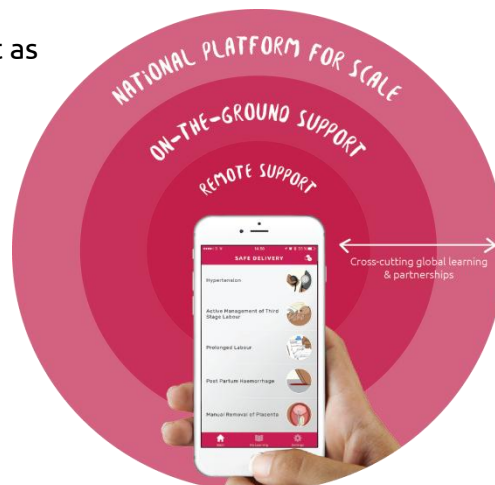 t as
NATIONAL PLATFORM FOR SCALE
ON-THE-GROUND SUPPORT
REMOTE SUPPORT
SAFE DELIVERY
Cross-cutting global learning
& partnerships
Hypertension
Active Management of Third
Stage Labour
Prolonged Labour
Post Partum Haemorrhage
Manual Removal of Placenta